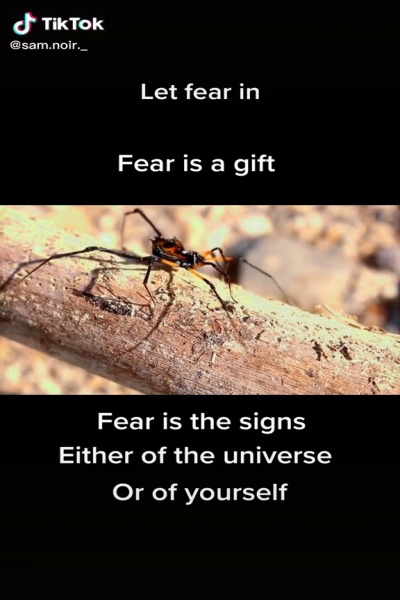 TikTok
@sam.noir._
Let fear in
Fear is a gift
Fear is the signs
Either of the universe
Or of yourself